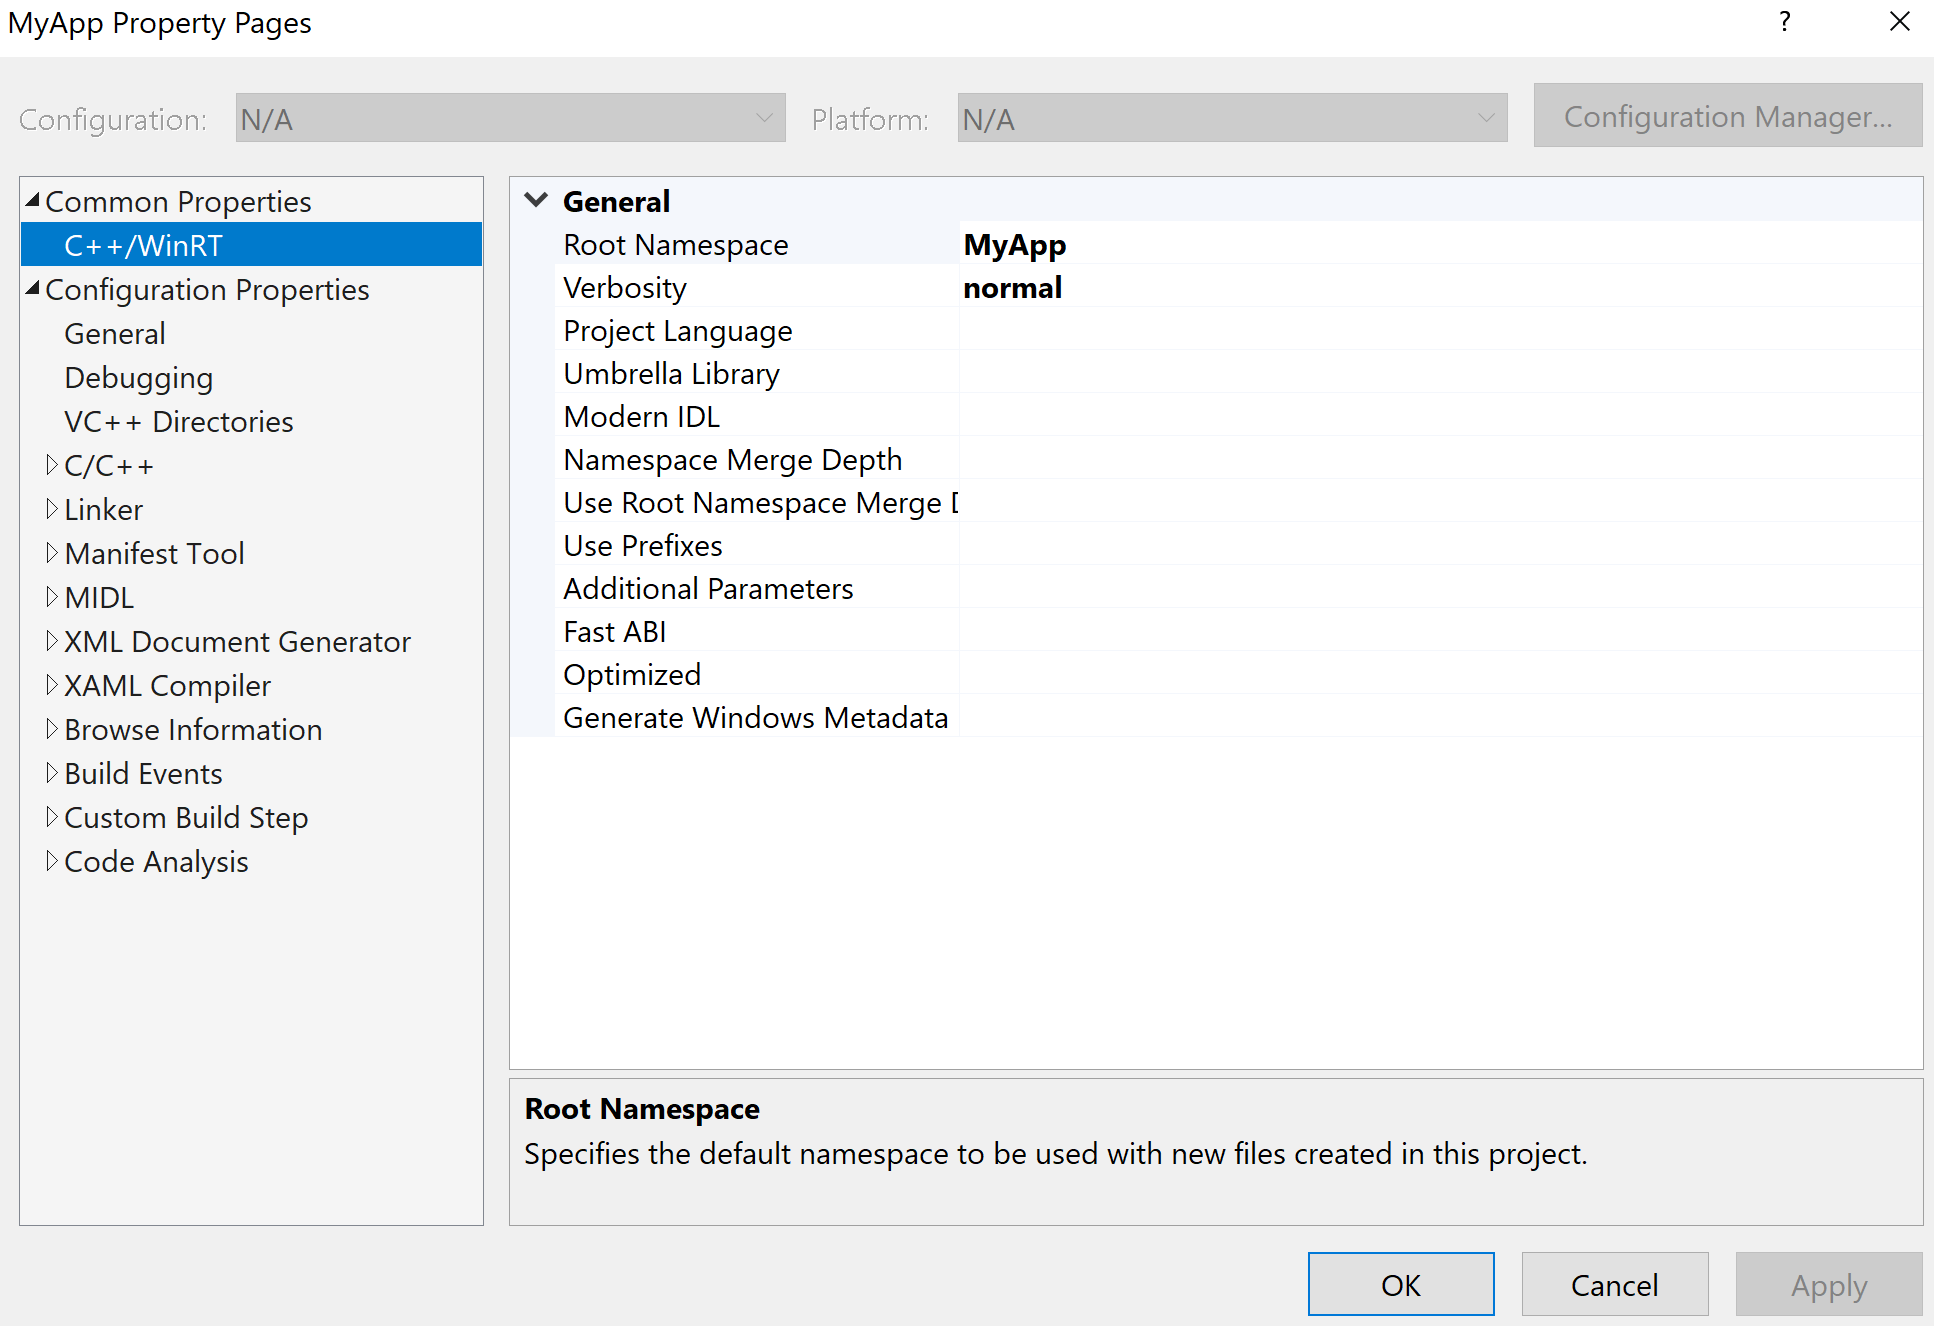 MyApp Property Pages
?
Configuration: N/A Platform: N/A Configuration Manager...
Common Properties
C++/WinRT
Configuration Properties
General
Debugging
VC++ Directories
C/C++
Linker
Manifest Tool
MIDL
XML Document Generator
XAML Compiler
Browse Information
Build Events
Custom Build Step
Code Analysis
General
Root Namespace MyApp
Verbosity normal
Project Language
Umbrella Library
Modern IDL
Namespace Merge Depth
Use Root Namespace Merge
Use Prefixes
Additional Parameters
Fast ABI
Optimized
Generate Windows Metadata
Root Namespace
Specifies the default namespace to be used with new files created in this project.
OK Cancel Apply